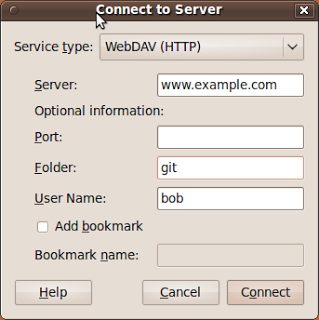 Connect to Server
Service type: WebDAV (HTTP)
Server: www.example.com
Optional information:
Port:
Folder: git
User Name: bob
Add bookmark
Bookmark name:
Help Cancel Connect